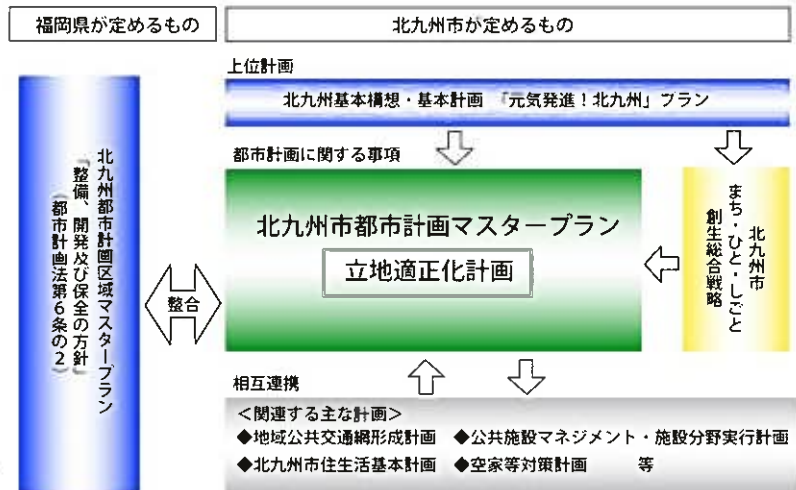 福岡県が定めるもの
北九州市が定めるもの
北九州都市計画区域マスタープラン
「整備、開発及び保全の方針」
(都市計画法第6条の2)
整合
上位計画
北九州基本構想・基本計画 「元気発進!北九州」プラン
都市計画に関する事項
北九州市都市計画マスタープラン
立地適正化計画
北九州市
まち・ひと・しごと
創生総合戦略
相互連携
<関連する主な計画>
◆地域公共交通網形成計画 ◆公共施設マネジメント・施設分野実行計画
◆北九州市住生活基本計画 ◆空家等対策計画 等